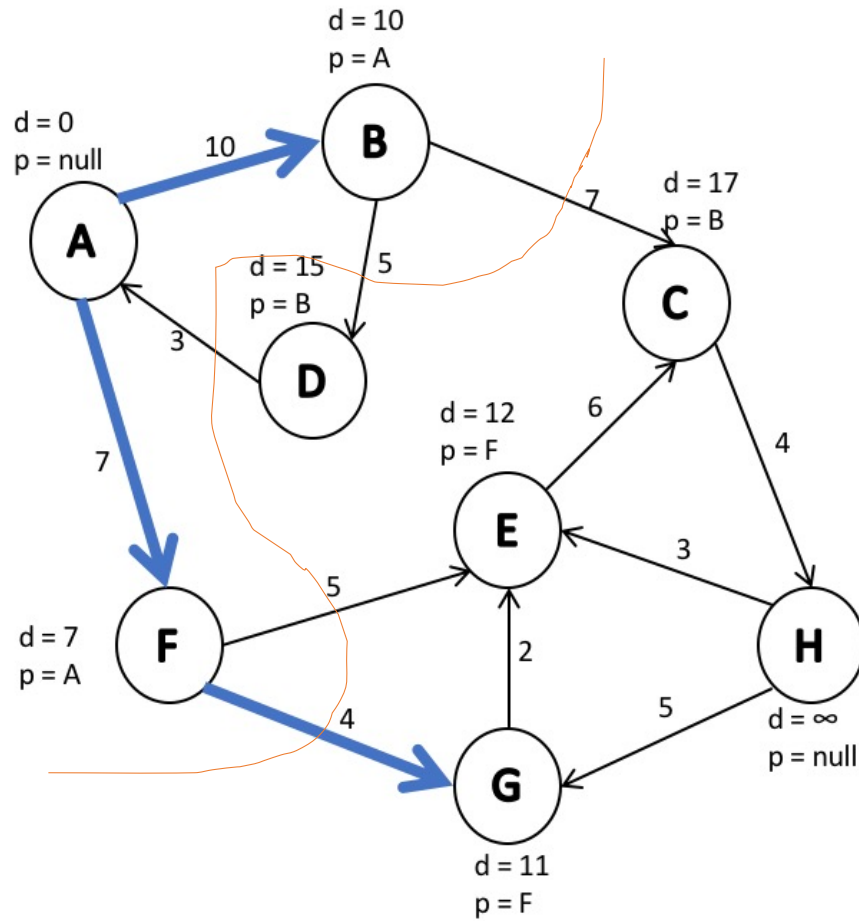 d = 10
p = A
d = 0
p = null
10
B
A
7
d = 17
p = B
d = 15
p = B
5
C
3
D
d = 12
p = F
6
4
7
E
3
5
F
H
d = 7
p = A
2
4
5
d = ∞
p = null
G
d = 11
p = F